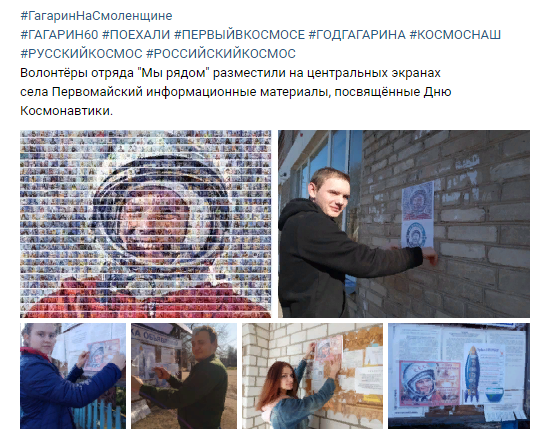 #ГагаринНаСмоленщине
#ГАГАРИН60 #ПОЕХАЛИ #ПЕРВЫЙВКОСМОСЕ #ГОДГАГАРИНА #КОСМОСНАШ
#РУССКИЙКОСМОС #РОССИЙСКИЙКОСМОС
Волонтёры отряда "Мы рядом" разместили на центральных экранах
села Первомайский информационные материалы, посвящённые Дню
Космонавтики.